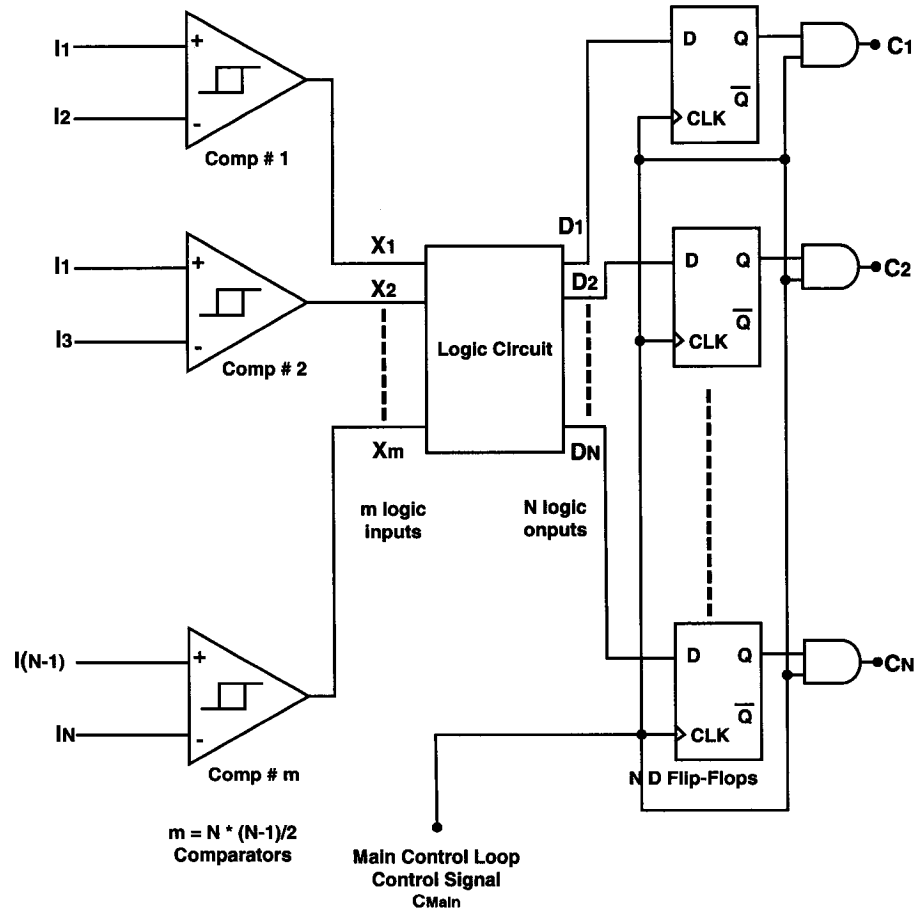 I1
I2
+
-
Comp # 1
D Q
Q
CLK
C1
I1
I3
+
-
Comp # 2
X1
X2
Xm
Logic Circuit
D1
D2
DN
D Q
Q
CLK
C2
m logic
inputs
N logic
onputs
I(N-1)
IN
+
-
Comp # m
D Q
Q
CLK
CN
N D Flip-Flops
m = N * (N-1)/2
Comparators
Main Control Loop
Control Signal
CMain